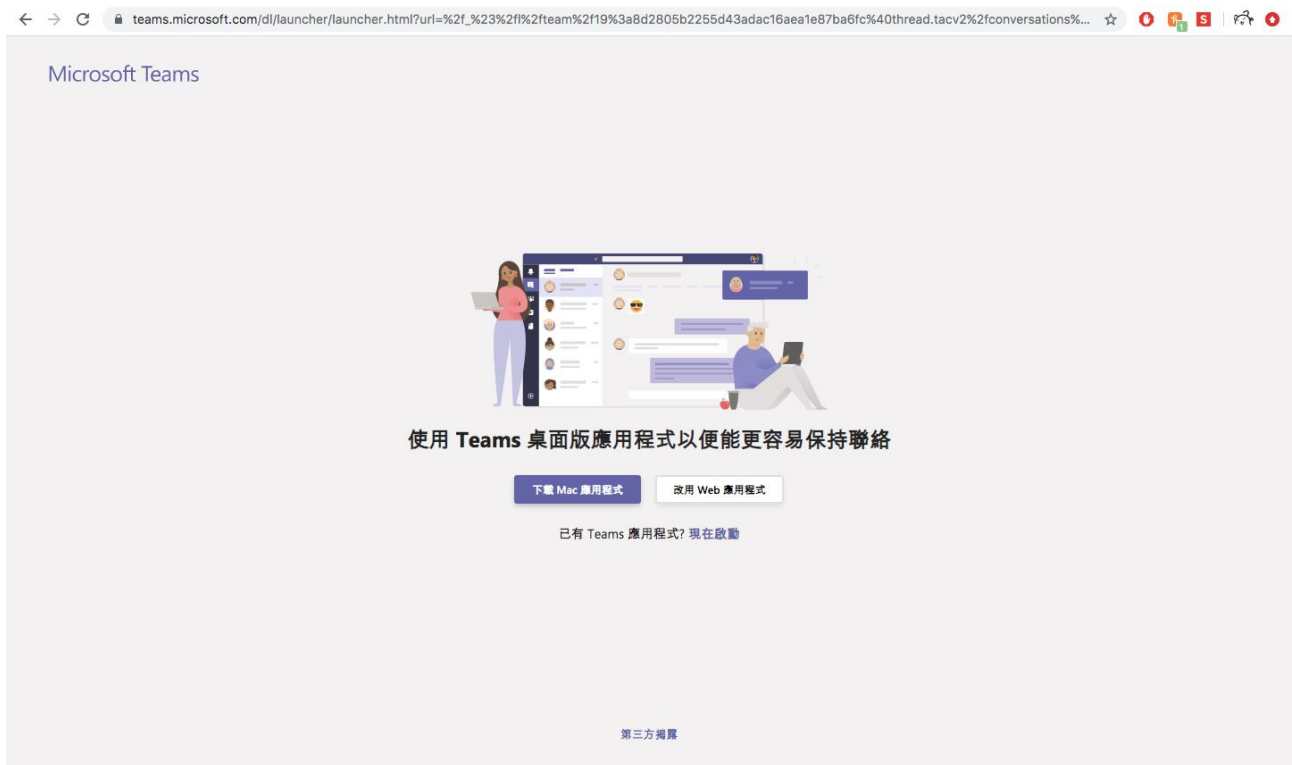 teams.microsoft.com/dl/launcher/launcher.html?url=%2f_%23%2fl%2fteam%2f19%3a8d2805b2255d43adac16aea1e87ba6fc%40thread.tacv2%2fconversations%...
Microsoft Teams
使用 Teams 桌面版應用程式以便能更容易保持聯絡
下載 Mac 應用程式 改用 Web 應用程式
已有 Teams 應用程式? 現在啟動
第三方揭露